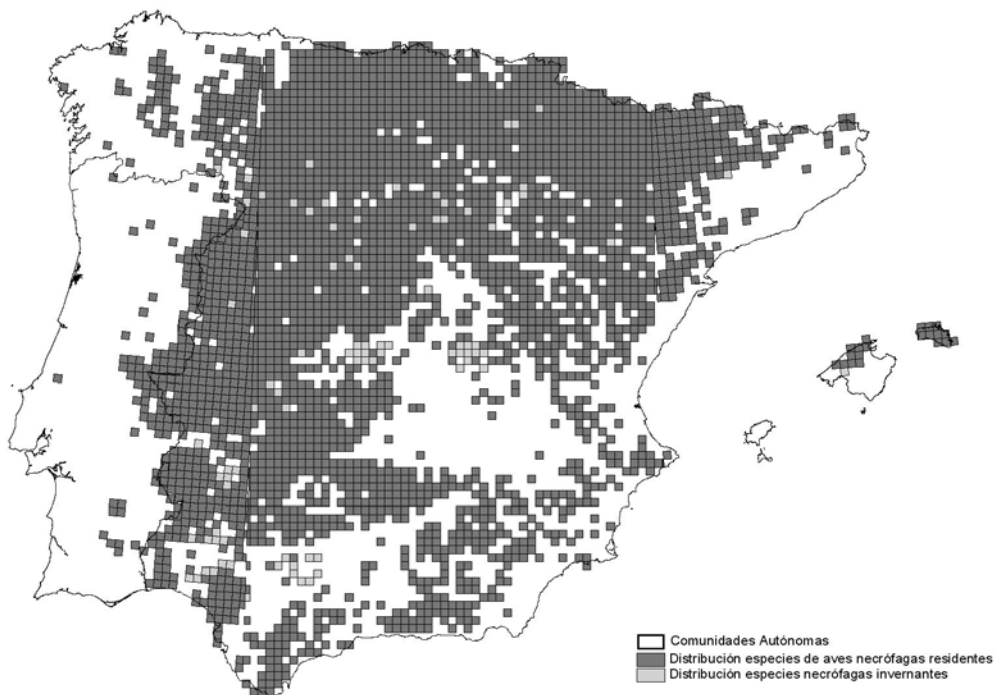 Comunidades Autónomas
Distribución especies de aves necrófagas residentes
Distribución especies necrófagas invernantes